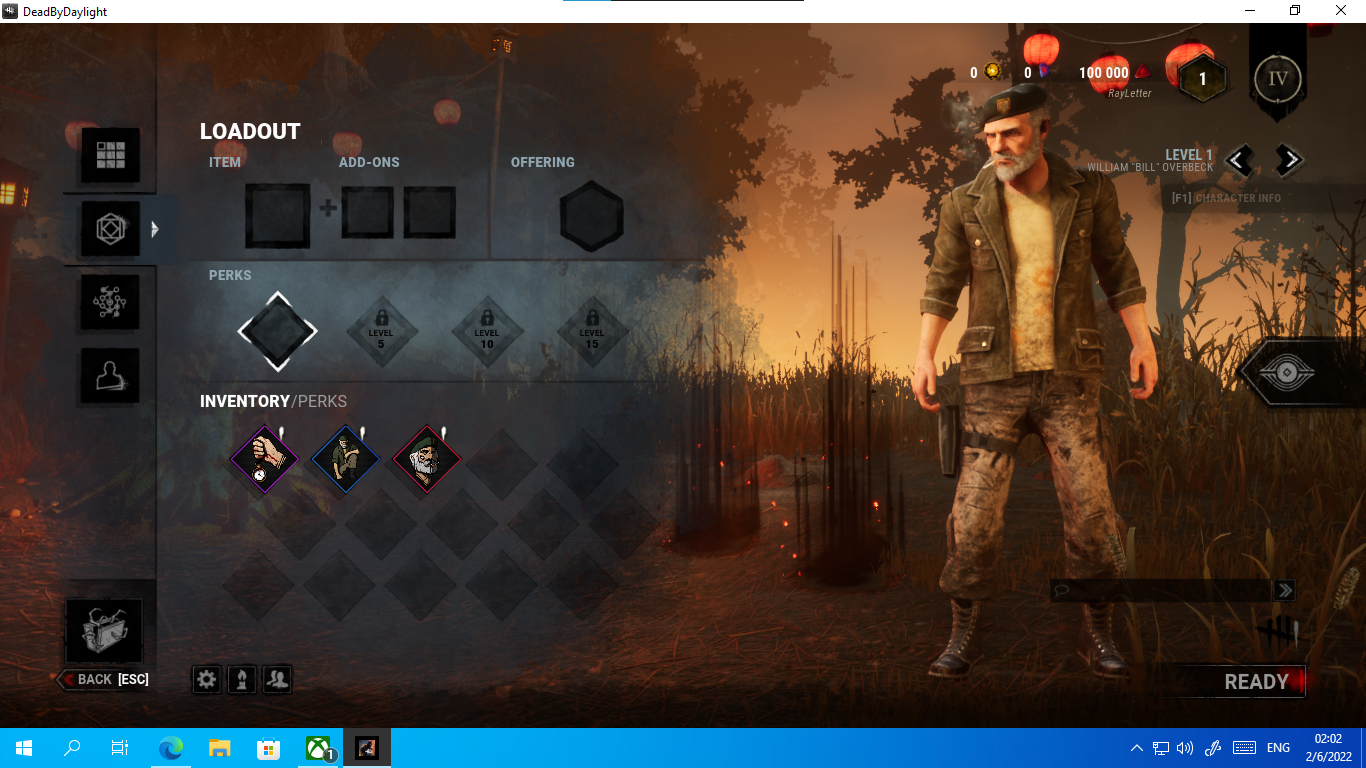 DeadByDaylight
0
0
100 000
RayLetter
1
IV
LOADOUT
ITEM
ADD-ONS
OFFERING
LEVEL 1
WILLIAM "BILL" OVERBECK
[F1] CHARACTER INFO
PERKS
LEVEL
5
LEVEL
10
LEVEL
15
INVENTORY/PERKS
BACK [ESC]
READY
1
ENG
02:02
2/6/2022